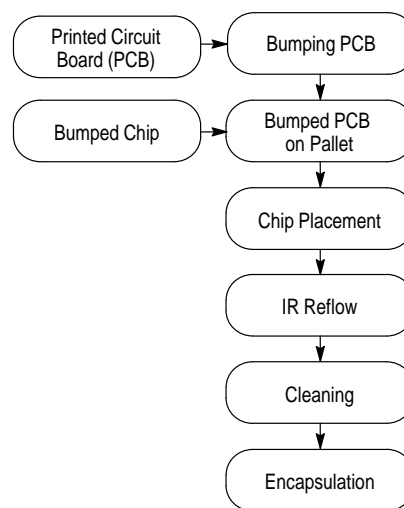 Printed Circuit
Board (PCB)
Bumping PCB
Bumped Chip
Bumped PCB
on Pallet
Chip Placement
IR Reflow
Cleaning
Encapsulation